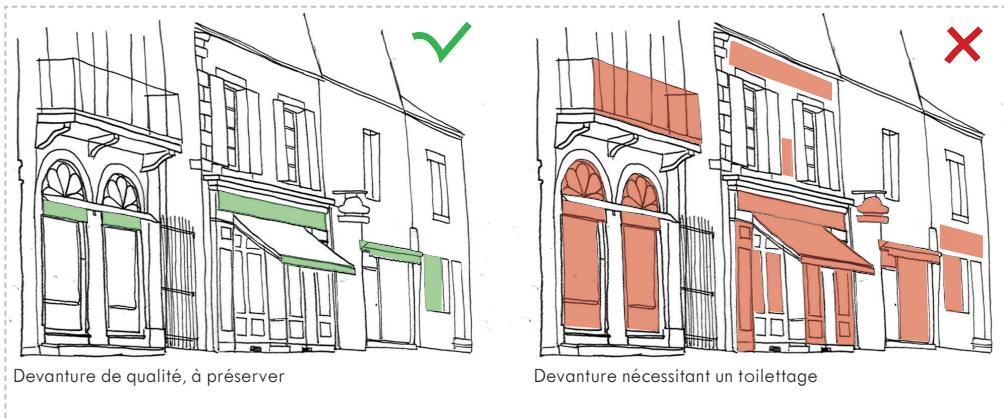 Devanture de qualité, à préserver
Devanture nécessitant un toilettage